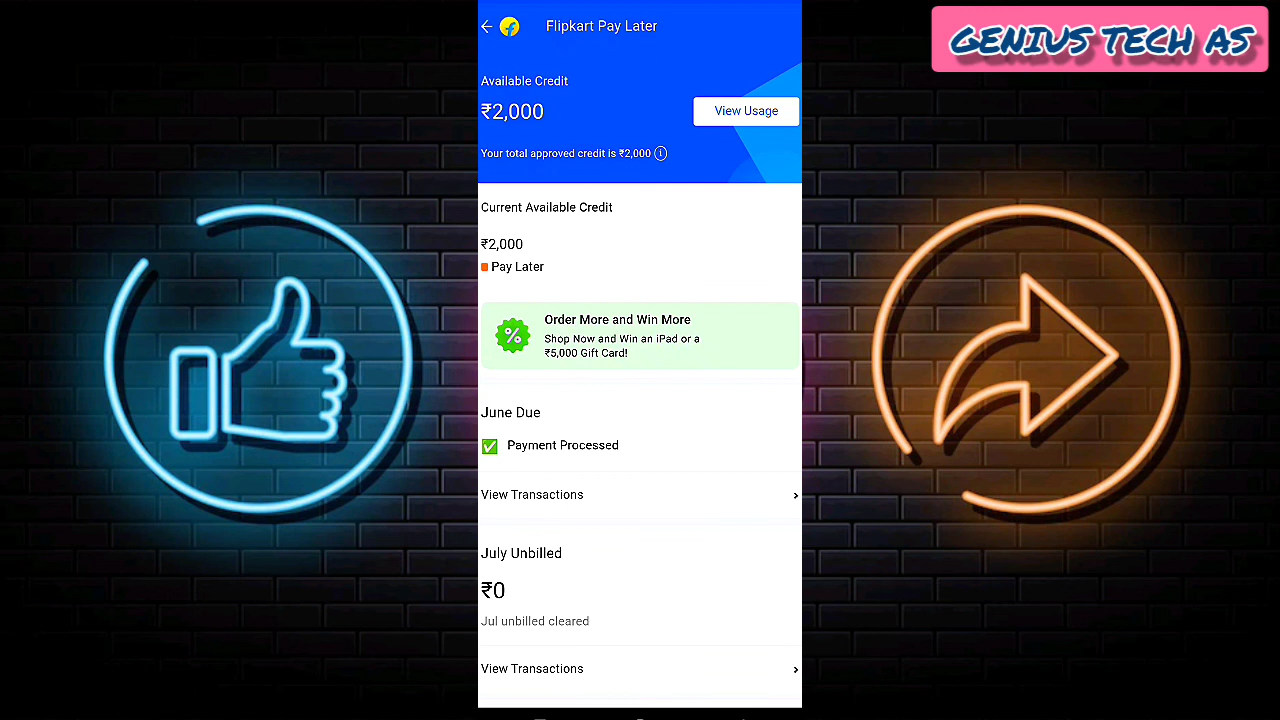 GENIUS TECH AS
Flipkart Pay Later
Available Credit
₹2,000
View Usage
Your total approved credit is ₹2,000
Current Available Credit
₹2,000
Pay Later
Order More and Win More
Shop Now and Win an iPad or a
₹5,000 Gift Card!
June Due
Payment Processed
View Transactions
July Unbilled
₹0
Jul unbilled cleared
View Transactions